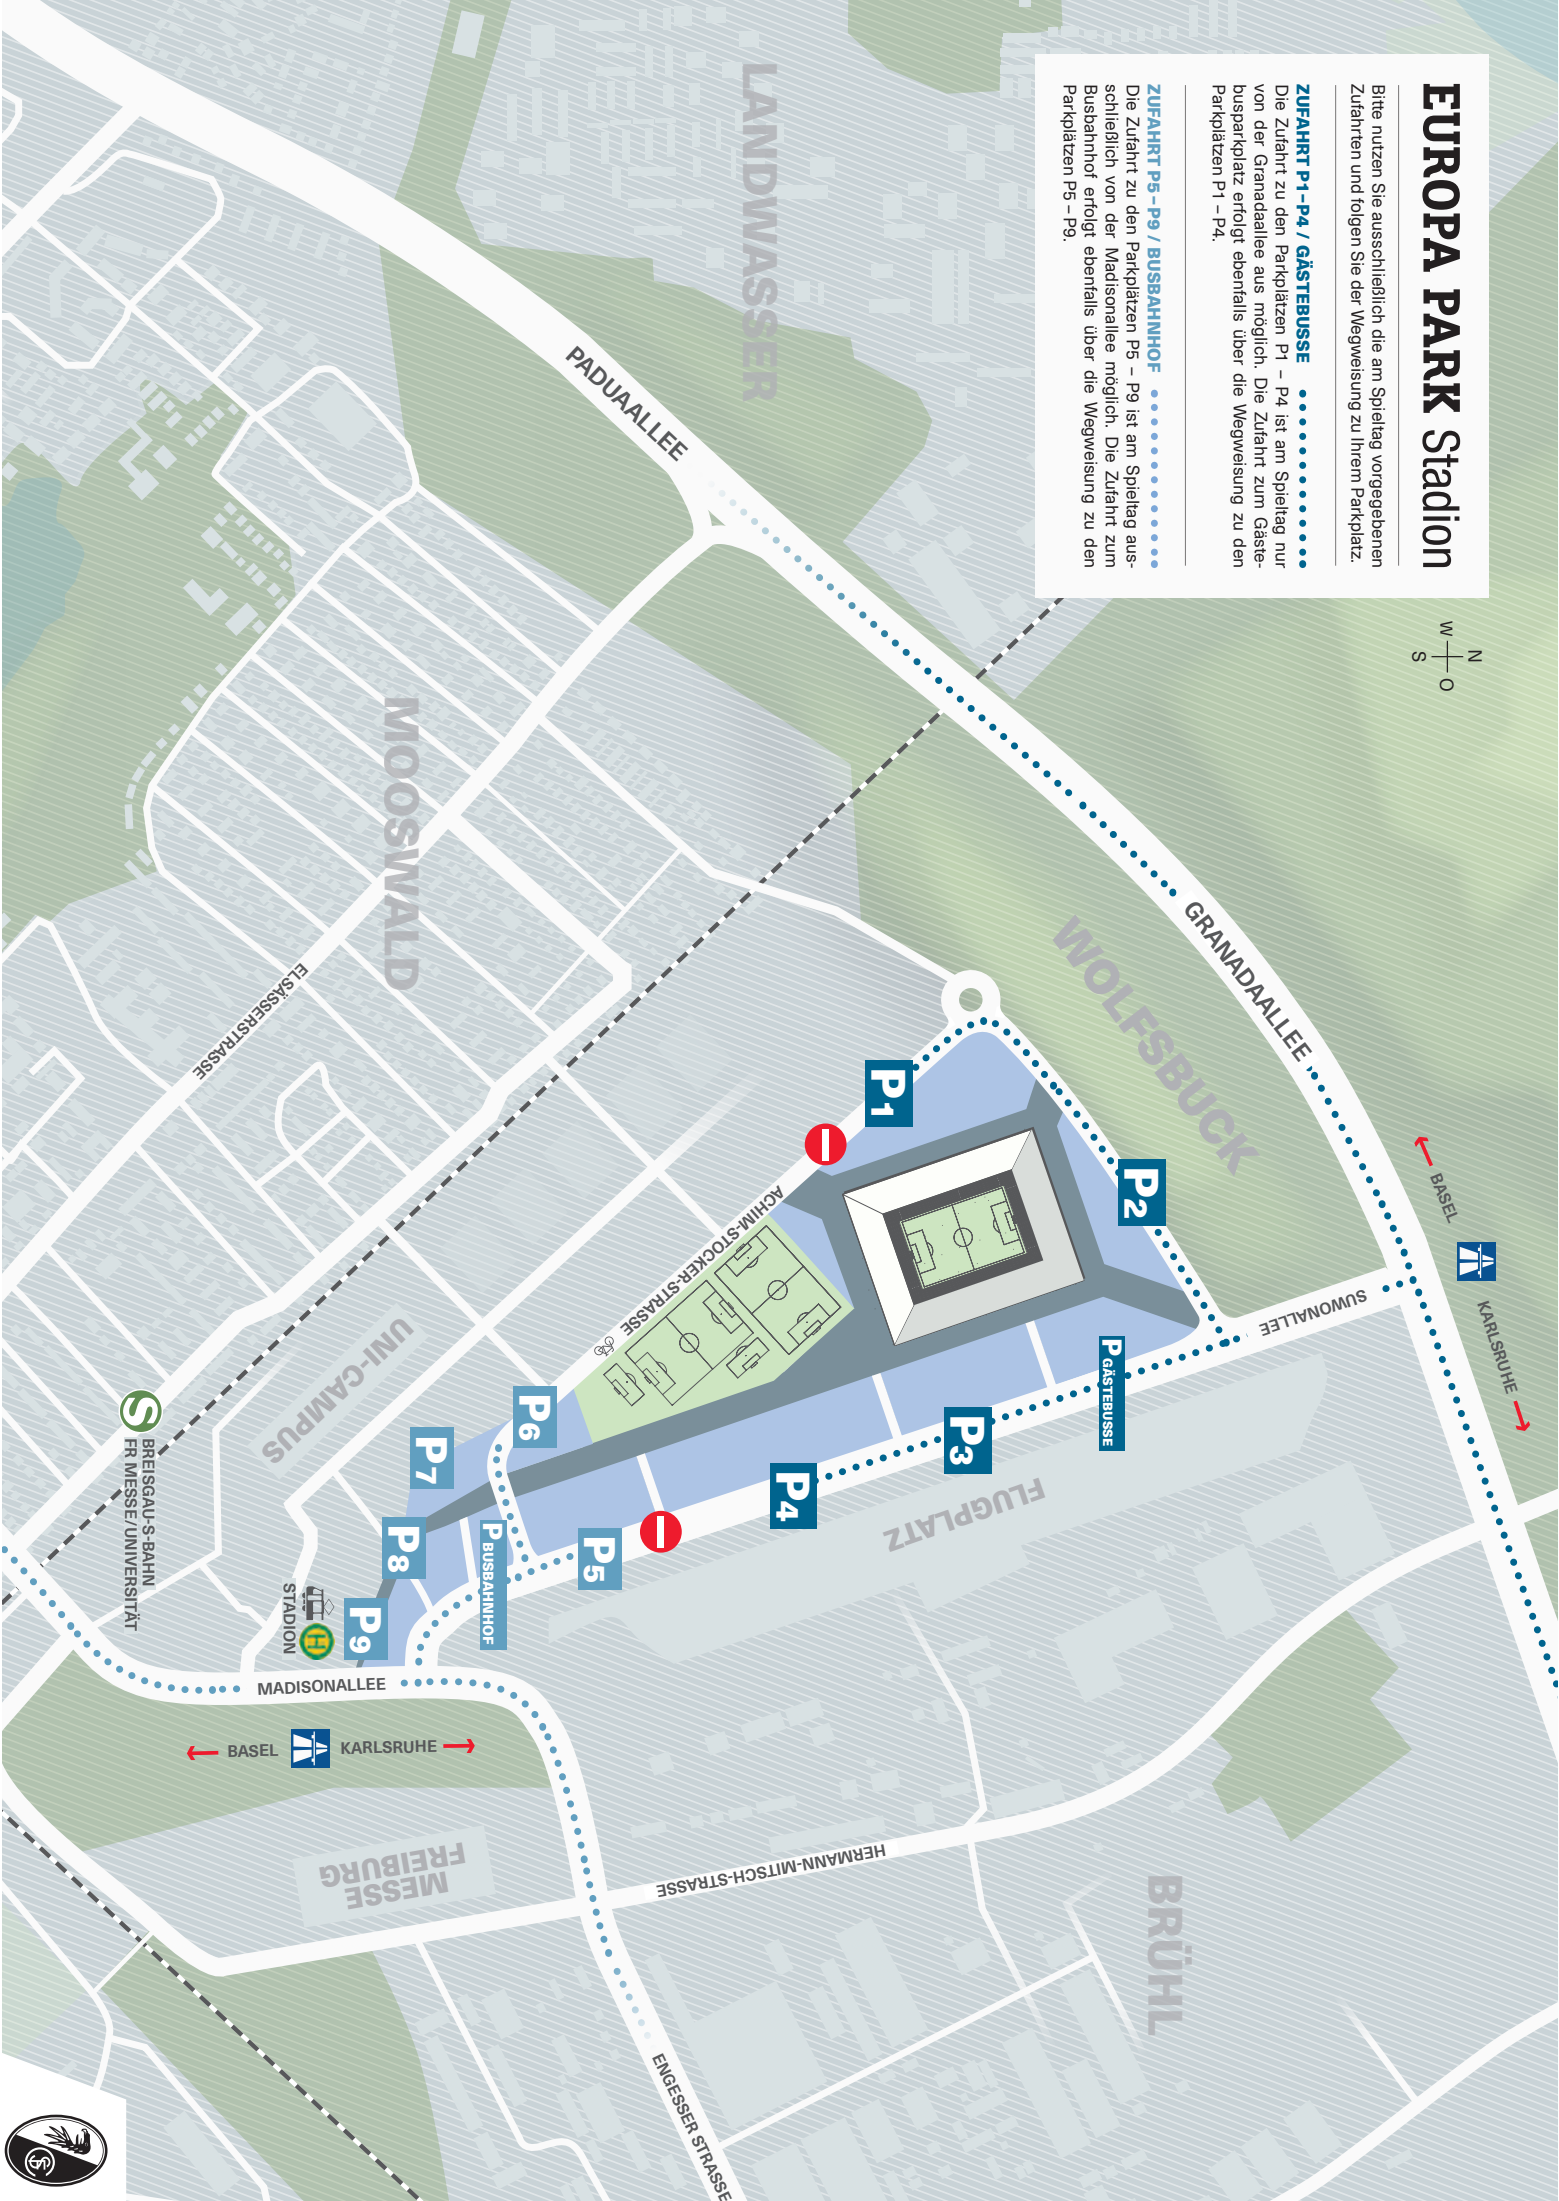 EUROPA PARK Stadion
Bitte nutzen Sie ausschließlich die am Spieltag vorgegebenen
Zufahrten und folgen Sie der Wegweisung zu Ihrem Parkplatz.
ZUFAHRT P1–P4 / GÄSTEBUSSE
Die Zufahrt zu den Parkplätzen P1 – P4 ist am Spieltag nur
von der Granadaallee aus möglich. Die Zufahrt zum Gäste-
busparkplatz erfolgt ebenfalls über die Wegweisung zu den
Parkplätzen P1 – P4.
ZUFAHRT P5–P9 / BUSBAHNHOF
Die Zufahrt zu den Parkplätzen P5 – P9 ist am Spieltag aus-
schließlich von der Madisonallee möglich. Die Zufahrt zum
Busbahnhof erfolgt ebenfalls über die Wegweisung zu den
Parkplätzen P5 – P9.
N
W
O
S
LANDWASSER
PADUAALLEE
MOOSWALD
ELSÄSSERSTRASSE
WOLFSBUCK
GRANADAALLEE
BASEL
KARLSRUHE
SUWONALLEE
P1
P2
P GÄSTEBUSSE
P3
P4
FLUGPLATZ
ACHIM-STOCKER-STRASSE
UNI-CAMPUS
P5
P6
P7
P8
P BUSBAHNHOF
P9
H
STADION
S
BREISGAU-S-BAHN
FR MESSE/UNIVERSITÄT
MADISONALLEE
BASEL
KARLSRUHE
MESSE
FREIBURG
HERMANN-MITSCH-STRASSE
BRÜHL
ENGESSER STRASSE